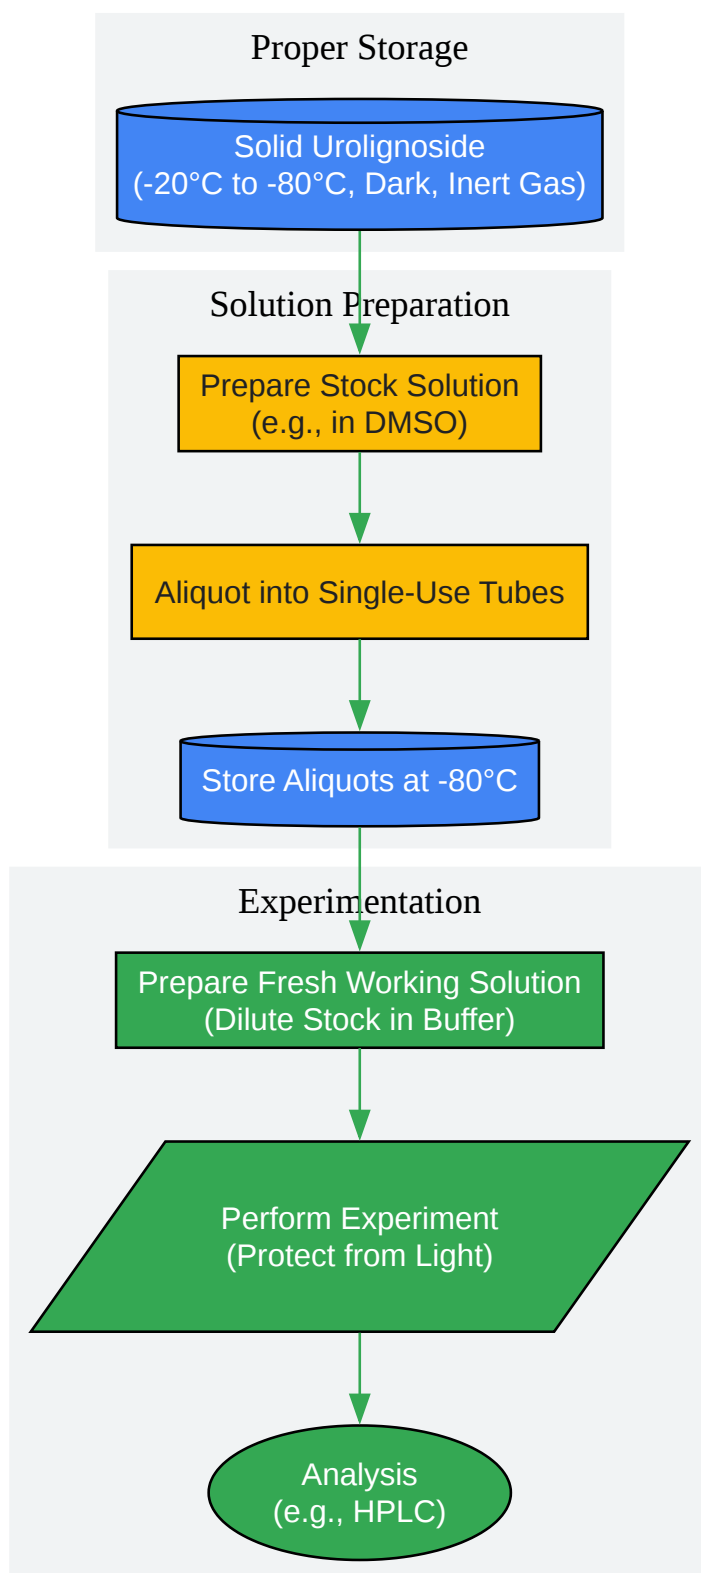 Proper Storage
Solid Urolignoside
(-20°C to -80°C, Dark, Inert Gas)
Solution Preparation
Prepare Stock Solution
(e.g., in DMSO)
Aliquot into Single-Use Tubes
Store Aliquots at -80°C
Experimentation
Prepare Fresh Working Solution
(Dilute Stock in Buffer)
Perform Experiment
(Protect from Light)
Analysis
(e.g., HPLC)